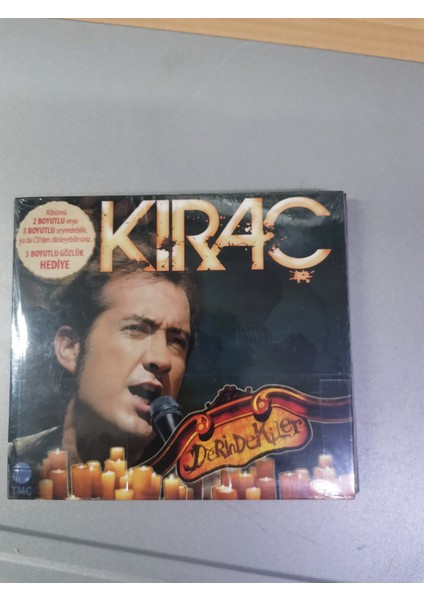 Albümü
2 BOYUTLU veya
3 BOYUTLU seyredebilir,
ya da CD'den dinleyebilirsiniz.
3 BOYUTLU GÖZLÜK
HEDİYE
KIRAÇ
DeRiNDeKiler
TMC